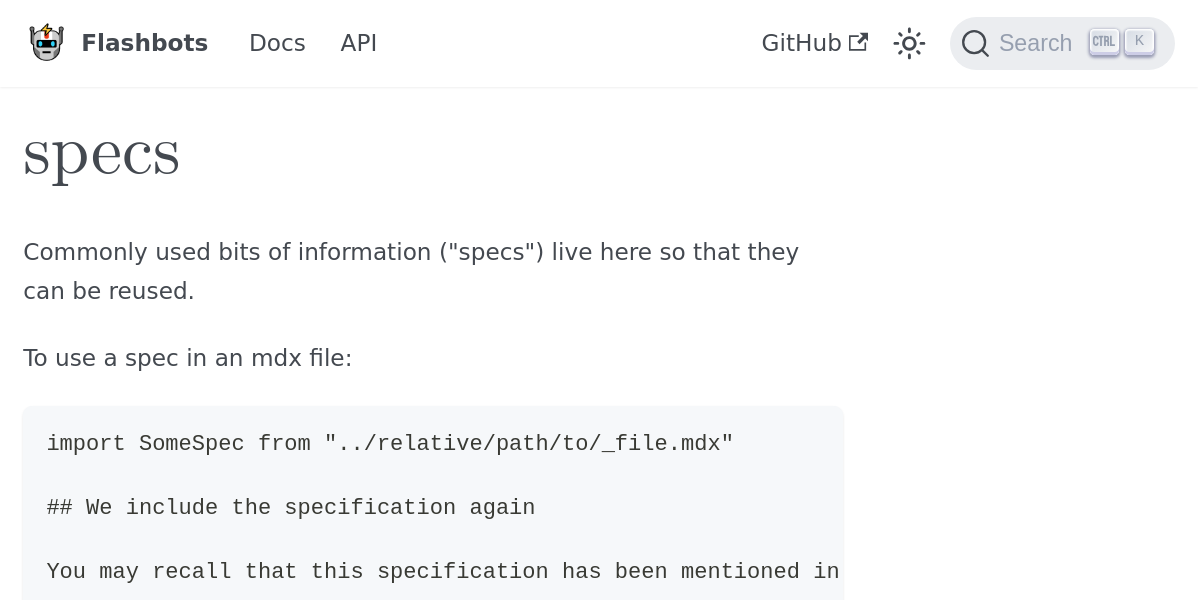 Flashbots Docs API GitHub Search CTRL K
specs
Commonly used bits of information ("specs") live here so that they
can be reused.
To use a spec in an mdx file:
import SomeSpec from "../relative/path/to/_file.mdx"
## We include the specification again
You may recall that this specification has been mentioned in